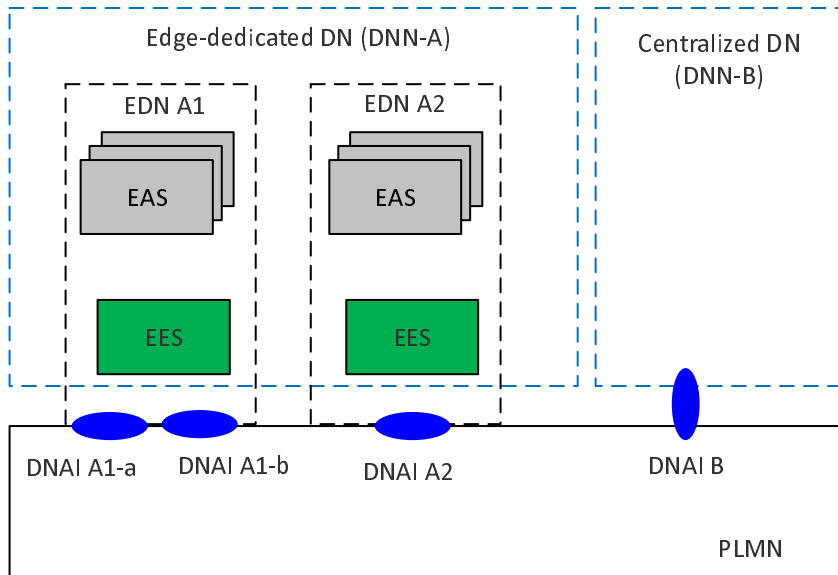 Edge-dedicated DN (DNN-A)
Centralized DN
(DNN-B)
EDN A1
EDN A2
EAS
EAS
EES
EES
DNAI A1-a
DNAI A1-b
DNAI A2
DNAI B
PLMN